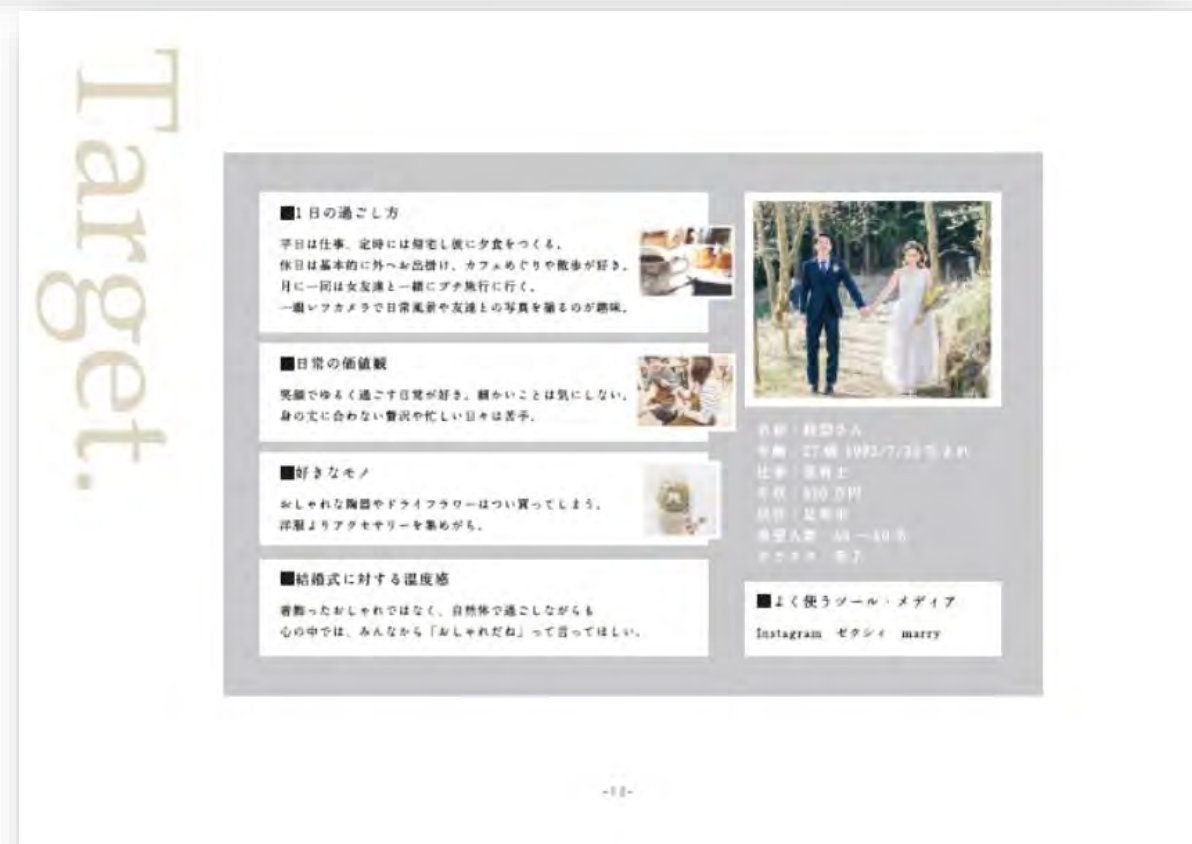 Target.
■1日の過ごし方
平日は仕事、定時には帰宅し彼に夕食をつくる。
休日は基本的に外へお出掛け。カフェめぐりや散歩が好き。
月に一回は女友達と一緒にプチ旅行に行く。
一眼レフカメラで日常風景や友達との写真を撮るのが趣味。
■日常の価値観
笑顔でゆるく過ごす日常が好き。細かいことは気にしない。
身の丈に合わない贅沢や忙しい日々は苦手。
■好きなモノ
おしゃれな陶器やドライフラワーはつい買ってしまう。
洋服よりアクセサリーを集めがち。
■結婚式に対する温度感
着飾ったおしゃれではなく、自然体で過ごしながらも
心の中では、みんなから「おしゃれだね」って言ってほしい。
名前：
年齢：27歳
仕事：保育士
年収：
■よく使うツール・メディア
Instagram ゼクシィ marry